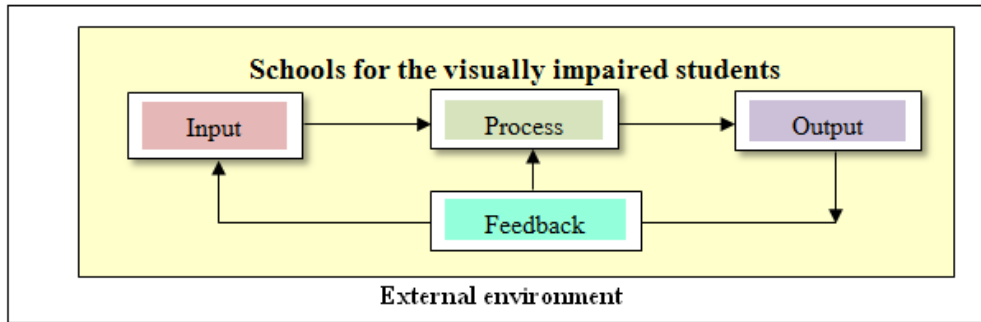 Schools for the visually impaired students
Input
Process
Output
Feedback
External environment